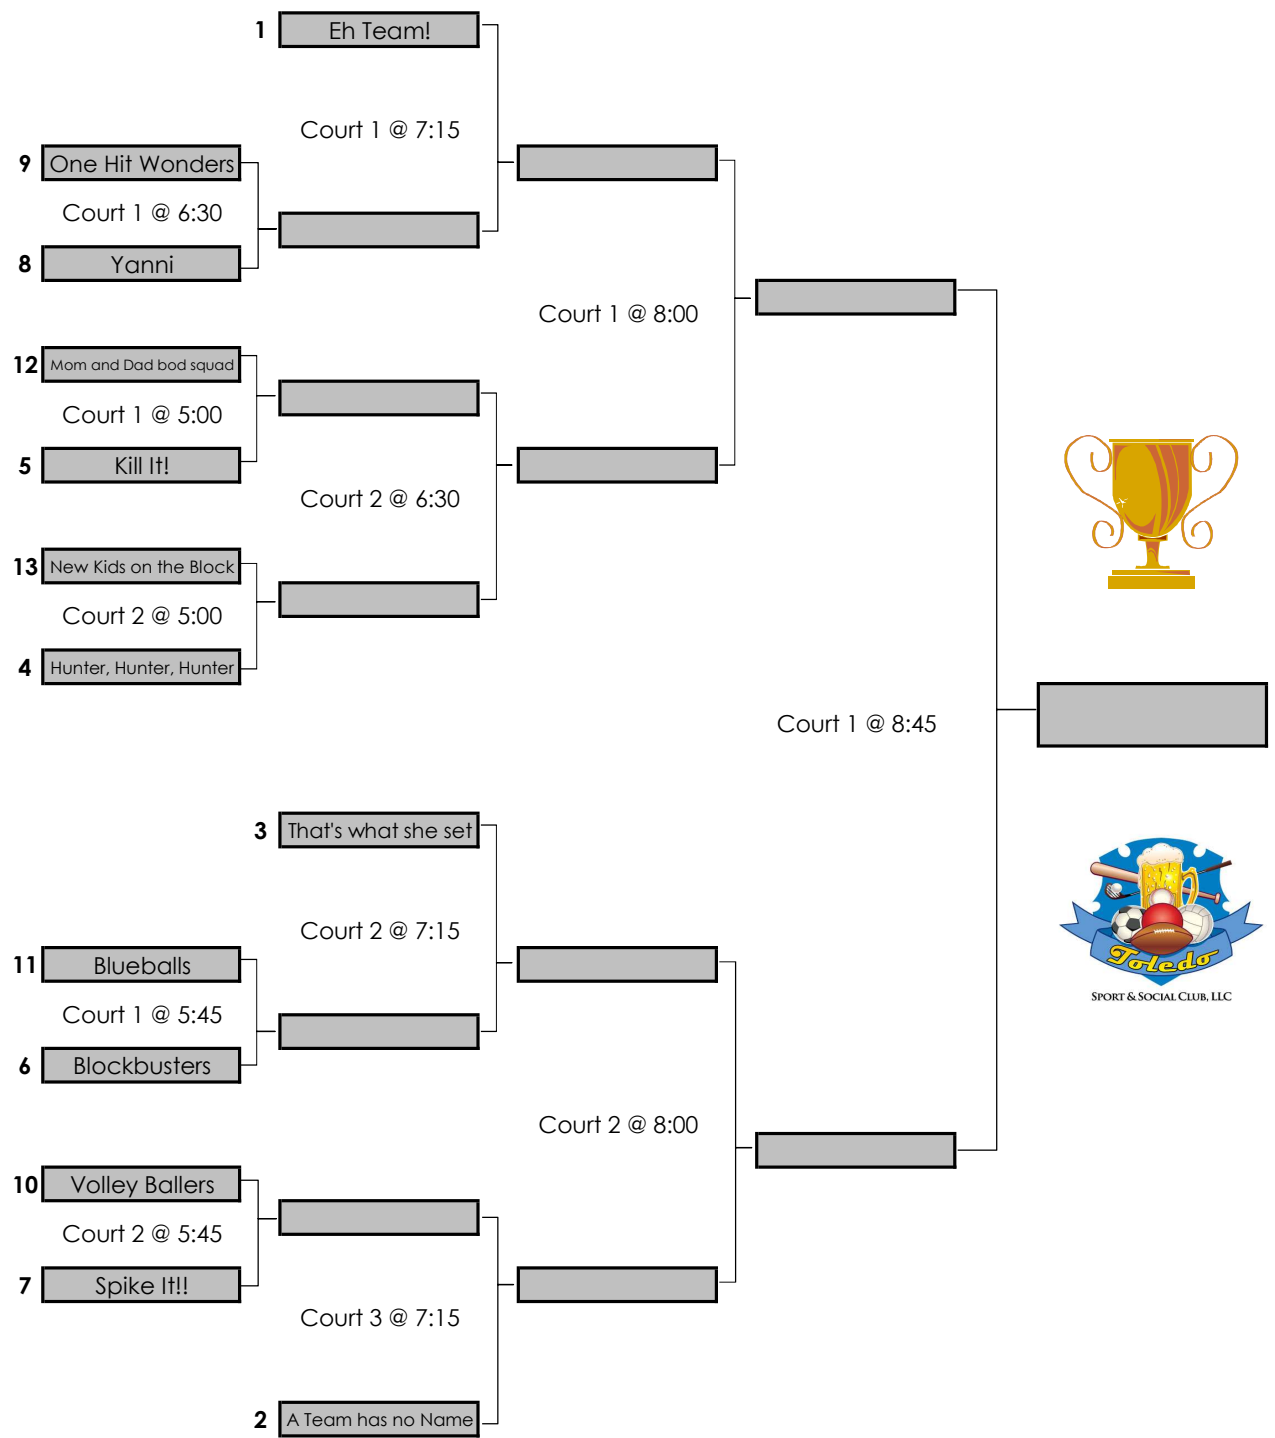 1 Eh Team!
Court 1 @ 7:15
9 One Hit Wonders
Court 1 @ 6:30
8 Yanni
Court 1 @ 8:00
12 Mom and Dad bod squad
Court 1 @ 5:00
5 Kill It!
Court 2 @ 6:30
13 New Kids on the Block
Court 2 @ 5:00
4 Hunter, Hunter, Hunter
Court 1 @ 8:45
3 That's what she set
Court 2 @ 7:15
11 Blueballs
Court 1 @ 5:45
6 Blockbusters
Toledo
SPORT & SOCIAL CLUB, LLC
Court 2 @ 8:00
10 Volley Ballers
Court 2 @ 5:45
7 Spike It!!
Court 3 @ 7:15
2 A Team has no Name